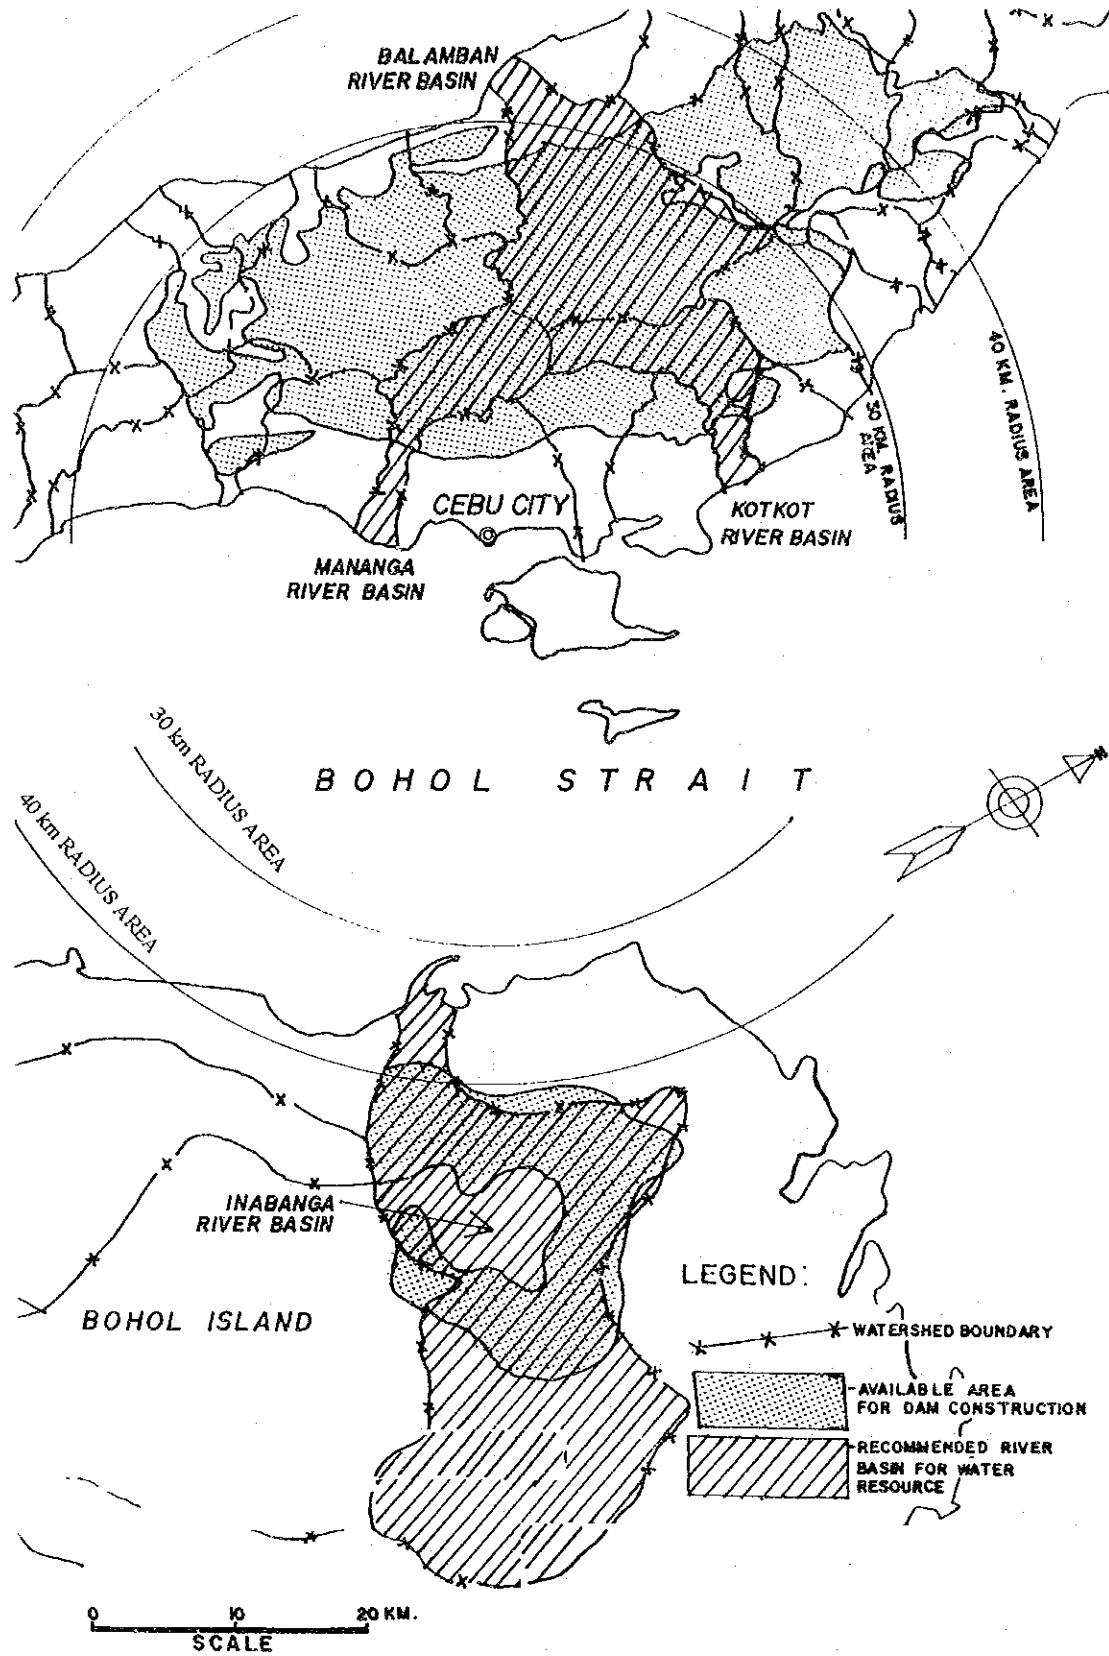 BALAMBAN
RIVER BASIN
40 KM. RADIUS AREA
30 KM. RADIUS
AREA
CEBU CITY
KOTKOT
RIVER BASIN
MANANGA
RIVER BASIN
30 km RADIUS AREA
BOHOL STRAIT
N
40 km RADIUS AREA
INABANGA
RIVER BASIN
LEGEND:
BOHOL ISLAND
WATERSHED BOUNDARY
AVAILABLE AREA
FOR DAM CONSTRUCTION
RECOMMENDED RIVER
BASIN FOR WATER
RESOURCE
0 10 20 KM.
SCALE